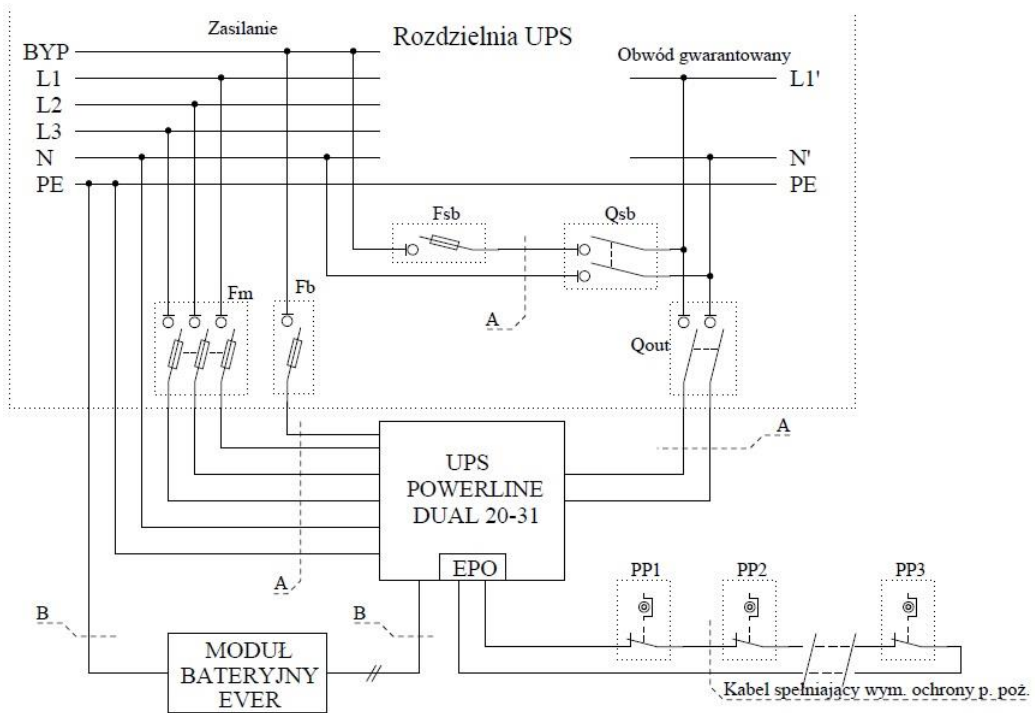 Zasilanie
Rozdzielnia UPS
Obwód gwarantowany
BYP
L1
L1'
L2
L3
N
N'
PE
PE
Fsb
Qsb
A
Fm
Fb
Qout
A
UPS
POWERLINE
DUAL 20-31
EPO
A
PP1
PP2
PP3
B
B
MODUŁ
BATERYJNY
EVER
Kabel spełniający wym. ochrony p. poż.